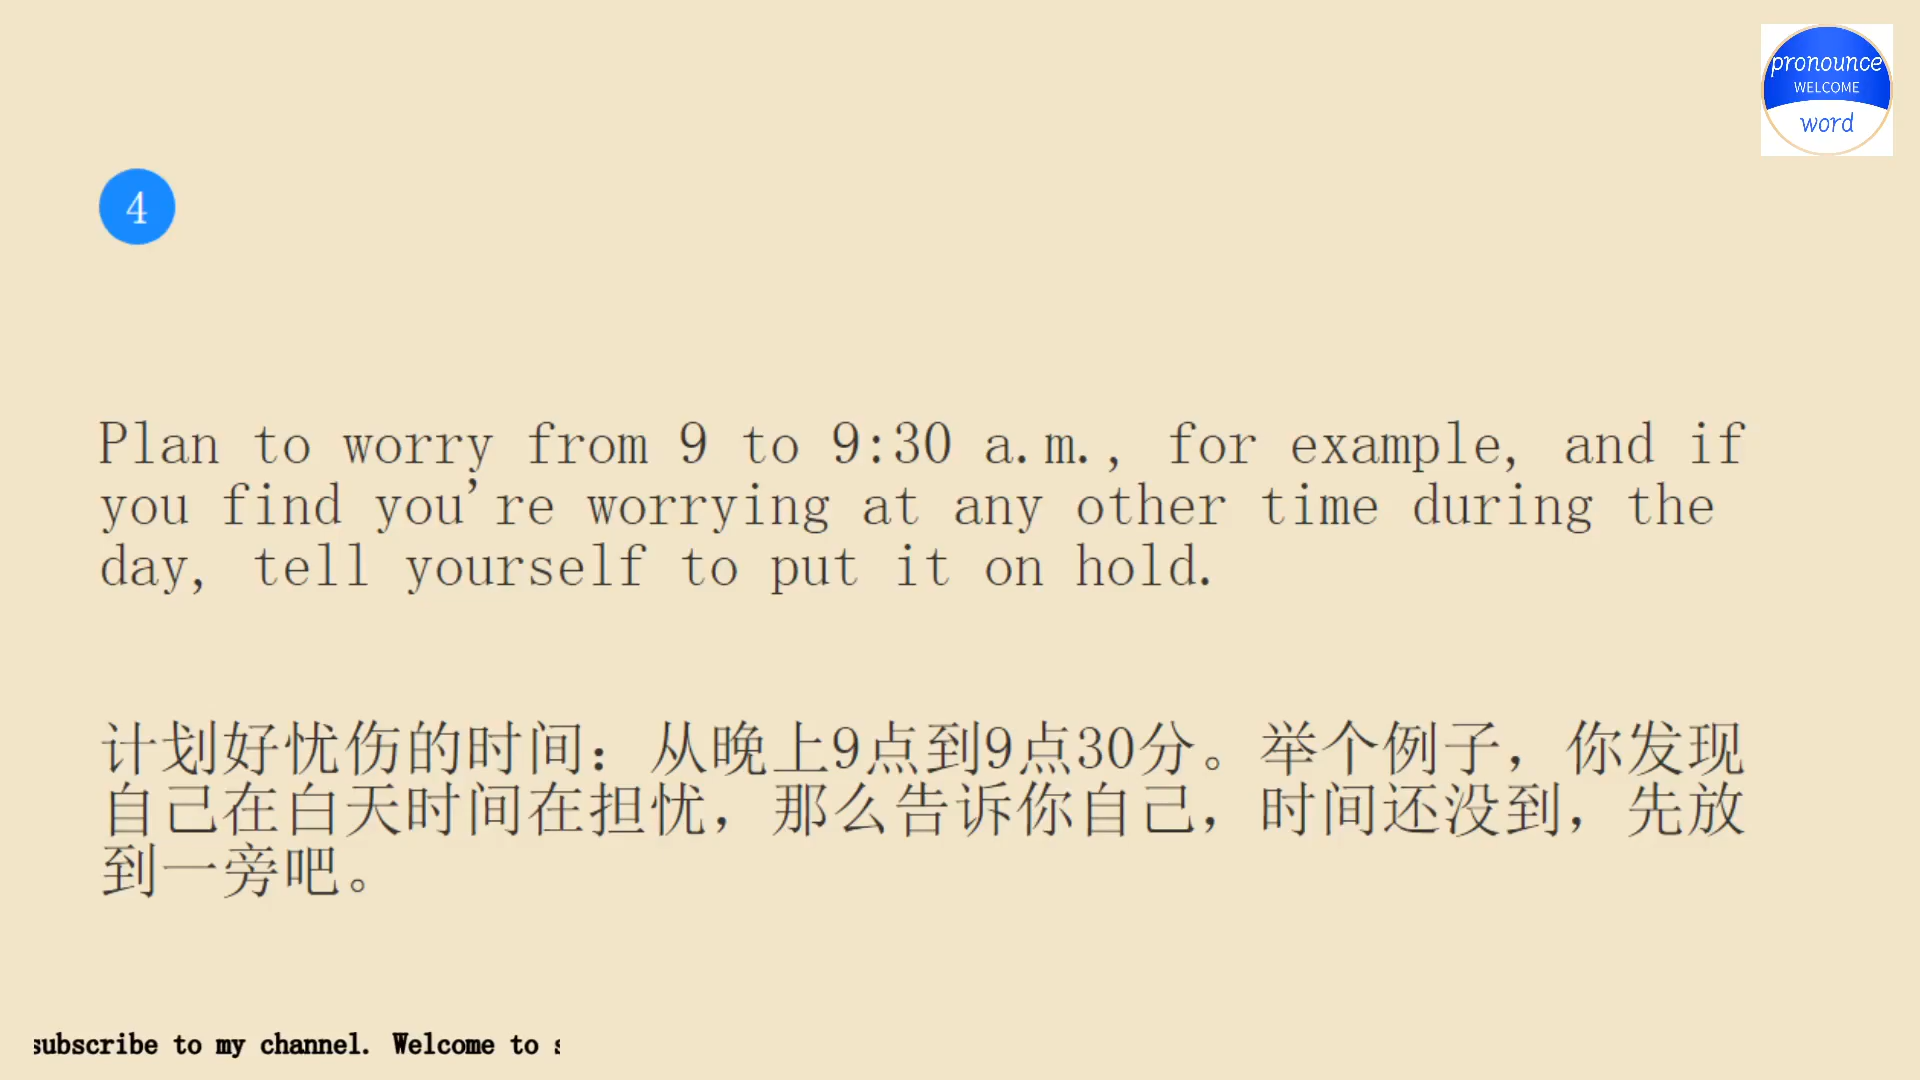 pronounce
WELCOME
word
4
Plan to worry from 9 to 9:30 a.m., for example, and if
you find you're worrying at any other time during the
day, tell yourself to put it on hold.
计划好忧伤的时间：从晚上9点到9点30分。举个例子，你发现
自己在白天时间在担忧，那么告诉你自己，时间还没到，先放
到一旁吧。
subscribe to my channel. Welcome to